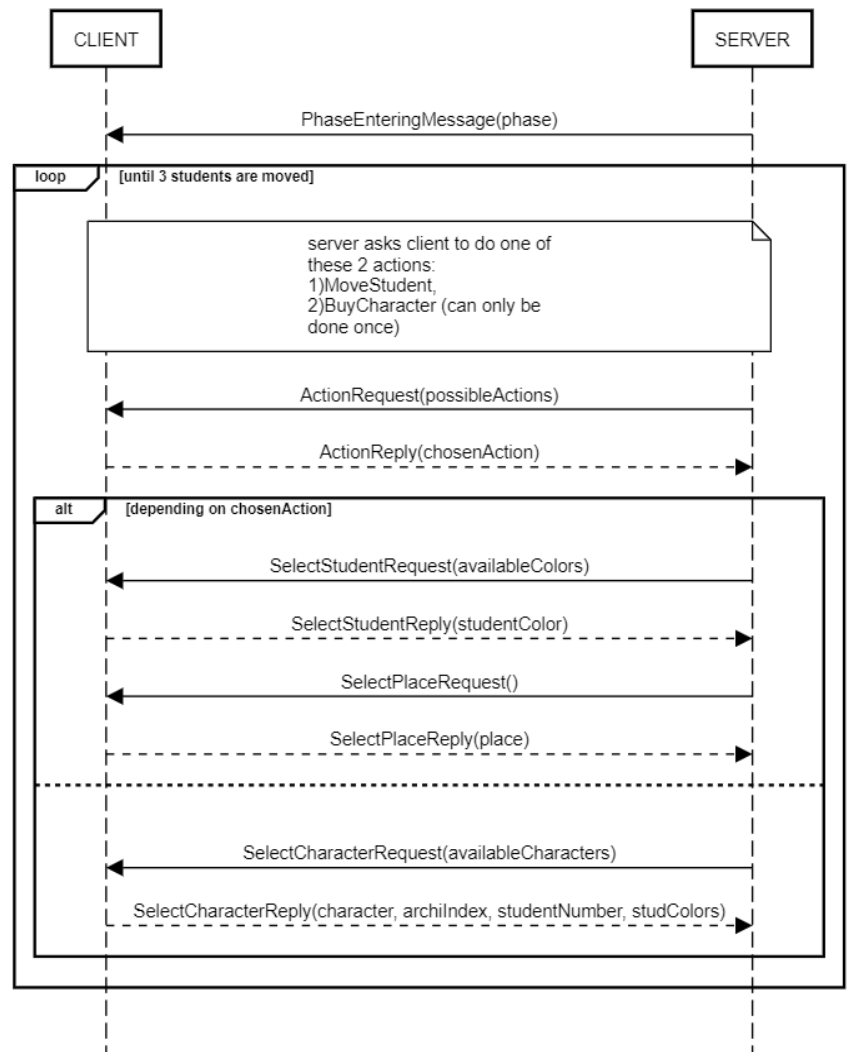 CLIENT
SERVER
PhaseEnteringMessage(phase)
loop
[until 3 students are moved]
server asks client to do one of
these 2 actions:
1)MoveStudent,
2)BuyCharacter (can only be
done once)
ActionRequest(possibleActions)
ActionReply(chosenAction)
alt
[depending on chosenAction]
SelectStudentRequest(availableColors)
SelectStudentReply(studentColor)
SelectPlaceRequest()
SelectPlaceReply(place)
SelectCharacterRequest(availableCharacters)
SelectCharacterReply(character, archiIndex, studentNumber, studColors)